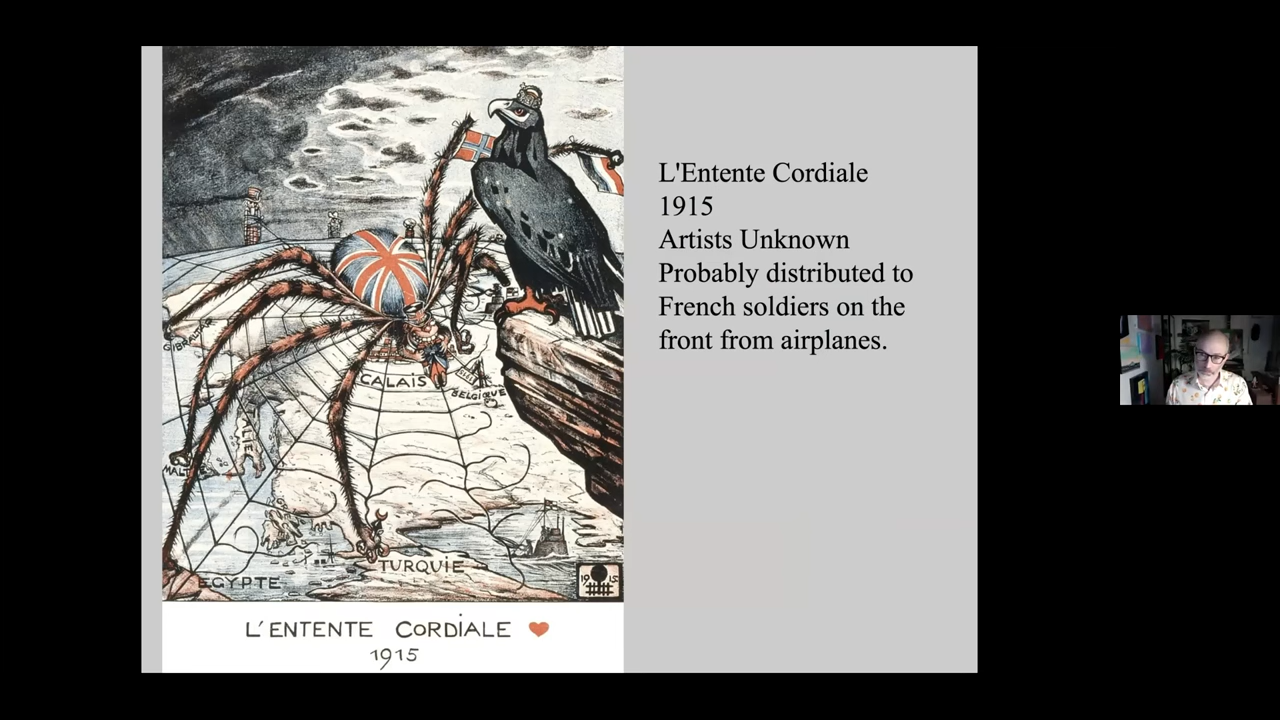 GIBRALTAR
CALAIS
BELGIQUE
MALT
EGYPTE
TURQUIE
1915
L'ENTENTE CORDIALE
1915
L'Entente Cordiale
1915
Artists Unknown
Probably distributed to
French soldiers on the
front from airplanes.